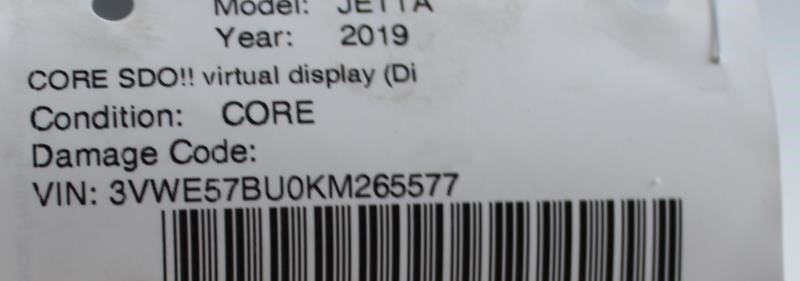 Model: JETTA
Year: 2019
CORE SDO!! virtual display (Di
Condition: CORE
Damage Code:
VIN: 3VWE57BU0KM265577